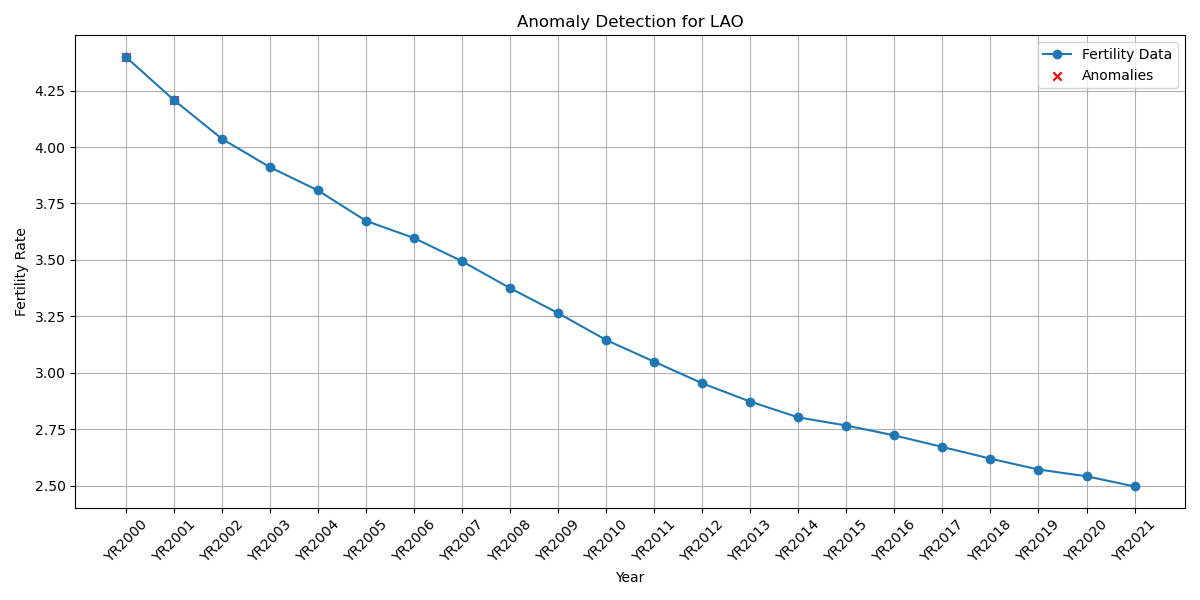 Anomaly Detection for LAO
Fertility Data
Anomalies
Fertility Rate
4.25
4.00
3.75
3.50
3.25
3.00
2.75
2.50
YR2000
YR2001
YR2002
YR2003
YR2004
YR2005
YR2006
YR2007
YR2008
YR2009
YR2010
YR2011
YR2012
YR2013
YR2014
YR2015
YR2016
YR2017
YR2018
YR2019
YR2020
YR2021
Year